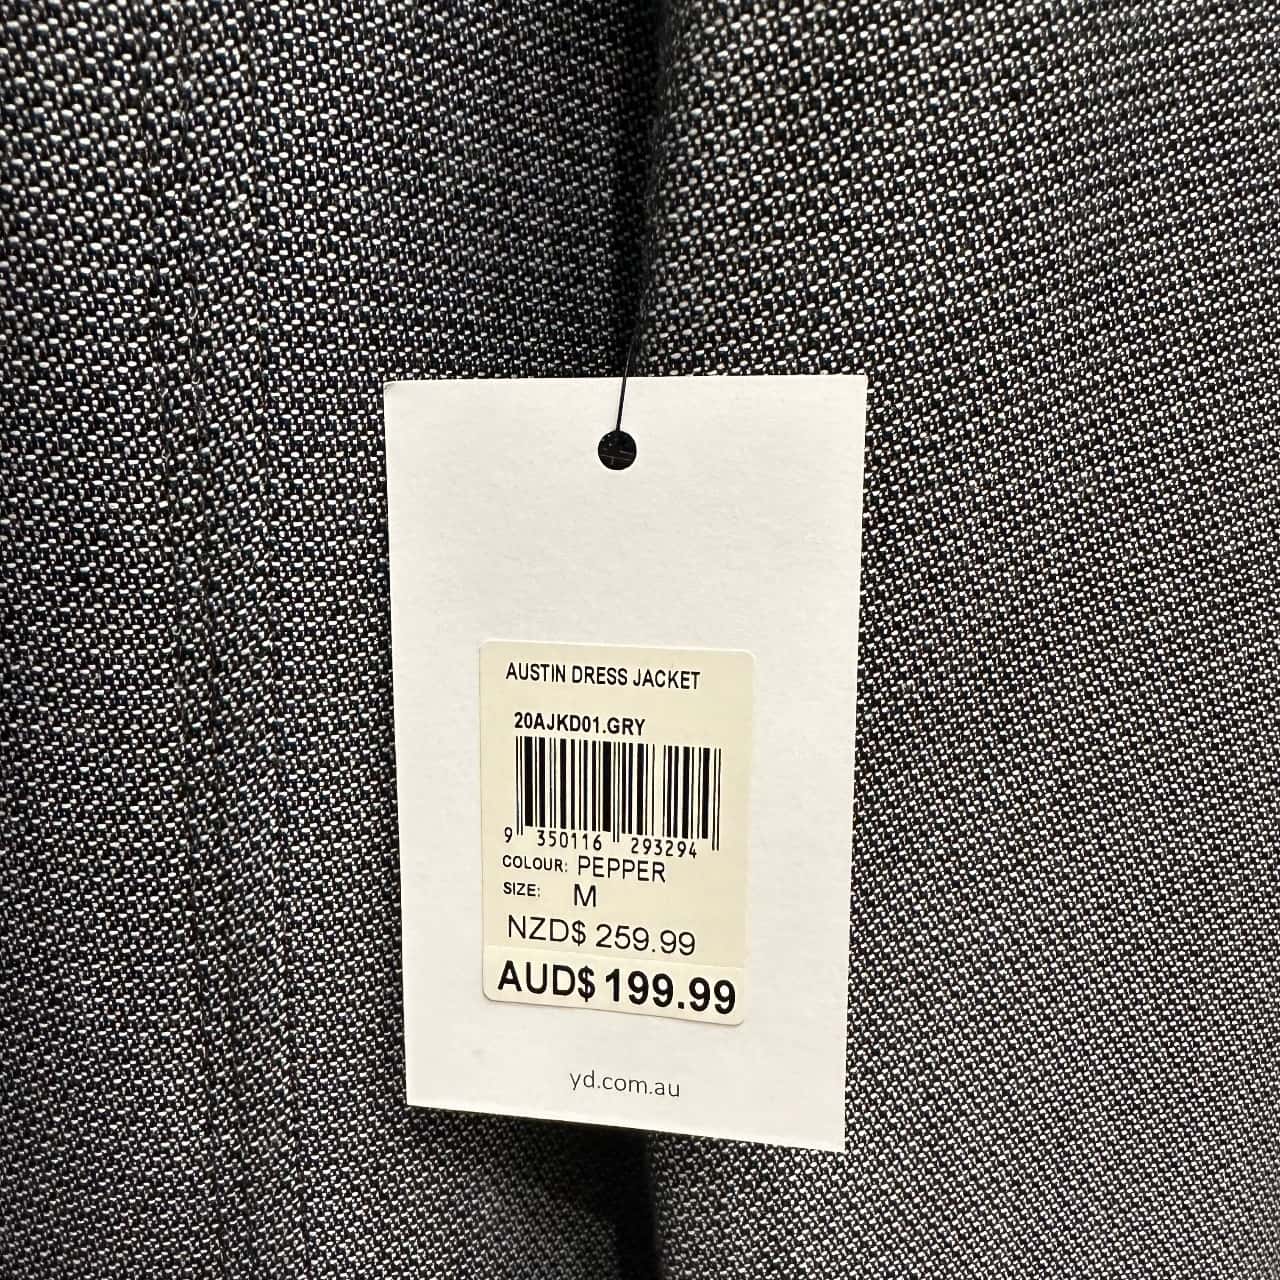 AUSTIN DRESS JACKET
20AJKD01.GRY
9 350116 293294
COLOUR: PEPPER
SIZE: M
NZD$ 259.99
AUD$ 199.99
yd.com.au